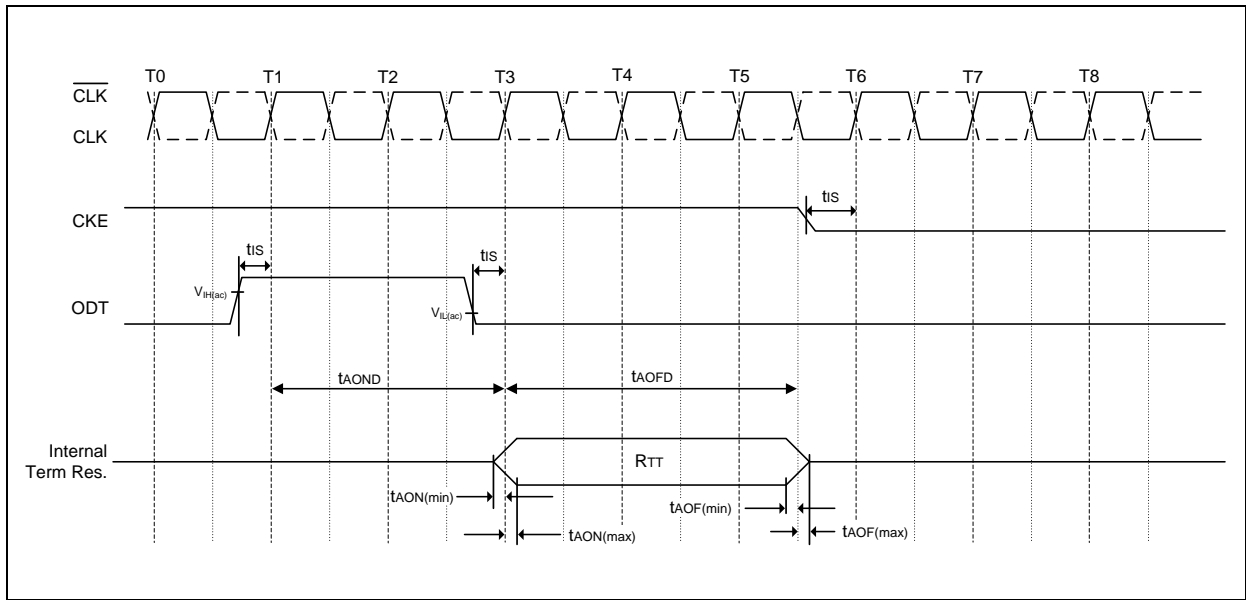 T0 T1 T2 T3 T4 T5 T6 T7 T8
CLK
CLK
tIS
CKE
tIS
tIS
VIH(ac)
ODT
VIL(ac)
tAOND
tAOFD
Internal
Term Res.
RTT
tAON(min)
tAOF(min)
tAON(max)
tAOF(max)